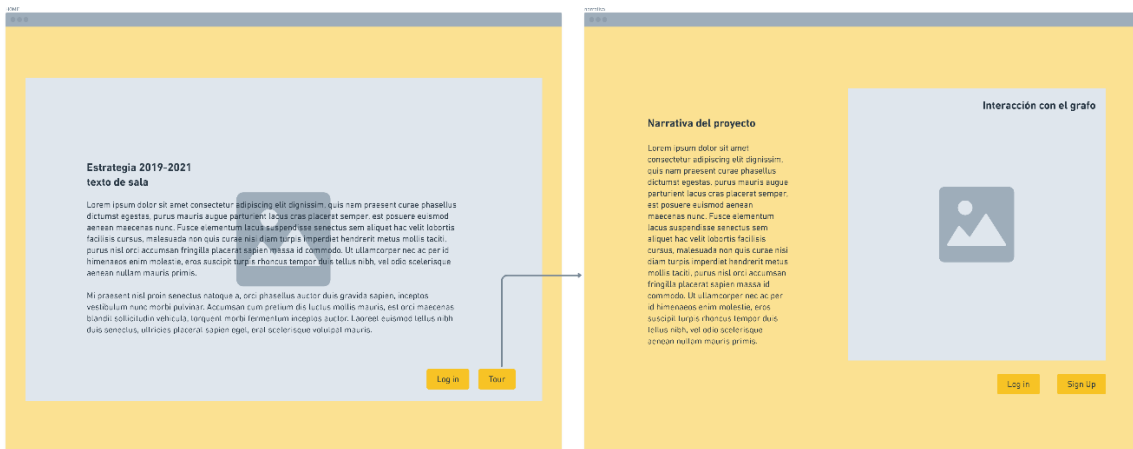 HOME
Estrategia 2019-2021
texto de sala
Lorem ipsum dolor sit amet consectetur adipiscing elit dignissim, quis nam praesent curae phasellus
dictumst egestas, purus mauris augue parturient lacus cras placerat semper, est posuere euismod
aenean maecenas nunc. Fusce elementum lacus suspendisse senectus sem aliquet hac velit lobortis
facilisis cursus, malesuada non quis curae nisi diam turpis imperdiet hendrerit metus mollis taciti,
purus nisl orci accumsan fringilla placerat sapien massa id commodo. Ut ullamcorper nec ac per id
himenaeos enim molestie, eros suscipit turpis rhoncus tempor duis tellus nibh, vel odio scelerisque
aenean nullam mauris primis.
Mi praesent nisl proin senectus natoque a, orci phasellus auctor duis gravida sapien, inceptos
vestibulum nunc morbi pulvinar. Accumsan cum pretium dis luctus mollis mauris, est orci maecenas
blandit sollicitudin vehicula, torquent morbi fermentum inceptos auctor. Laoreet euismod tellus nibh
duis senectus, ultricies placerat sapien eget, erat scelerisque volutpat mauris.
Log in
Tour
Narrativa del proyecto
Lorem ipsum dolor sit amet
consectetur adipiscing elit dignissim,
quis nam praesent curae phasellus
dictumst egestas, purus mauris augue
parturient lacus cras placerat semper,
est posuere euismod aenean
maecenas nunc. Fusce elementum
lacus suspendisse senectus sem
aliquet hac velit lobortis facilisis
cursus, malesuada non quis curae nisi
diam turpis imperdiet hendrerit metus
mollis taciti, purus nisl orci accumsan
fringilla placerat sapien massa id
commodo. Ut ullamcorper nec ac per
id himenaeos enim molestie, eros
suscipit turpis rhoncus tempor duis
tellus nibh, vel odio scelerisque
aenean nullam mauris primis.
Interacción con el grafo
Log in
Sign Up